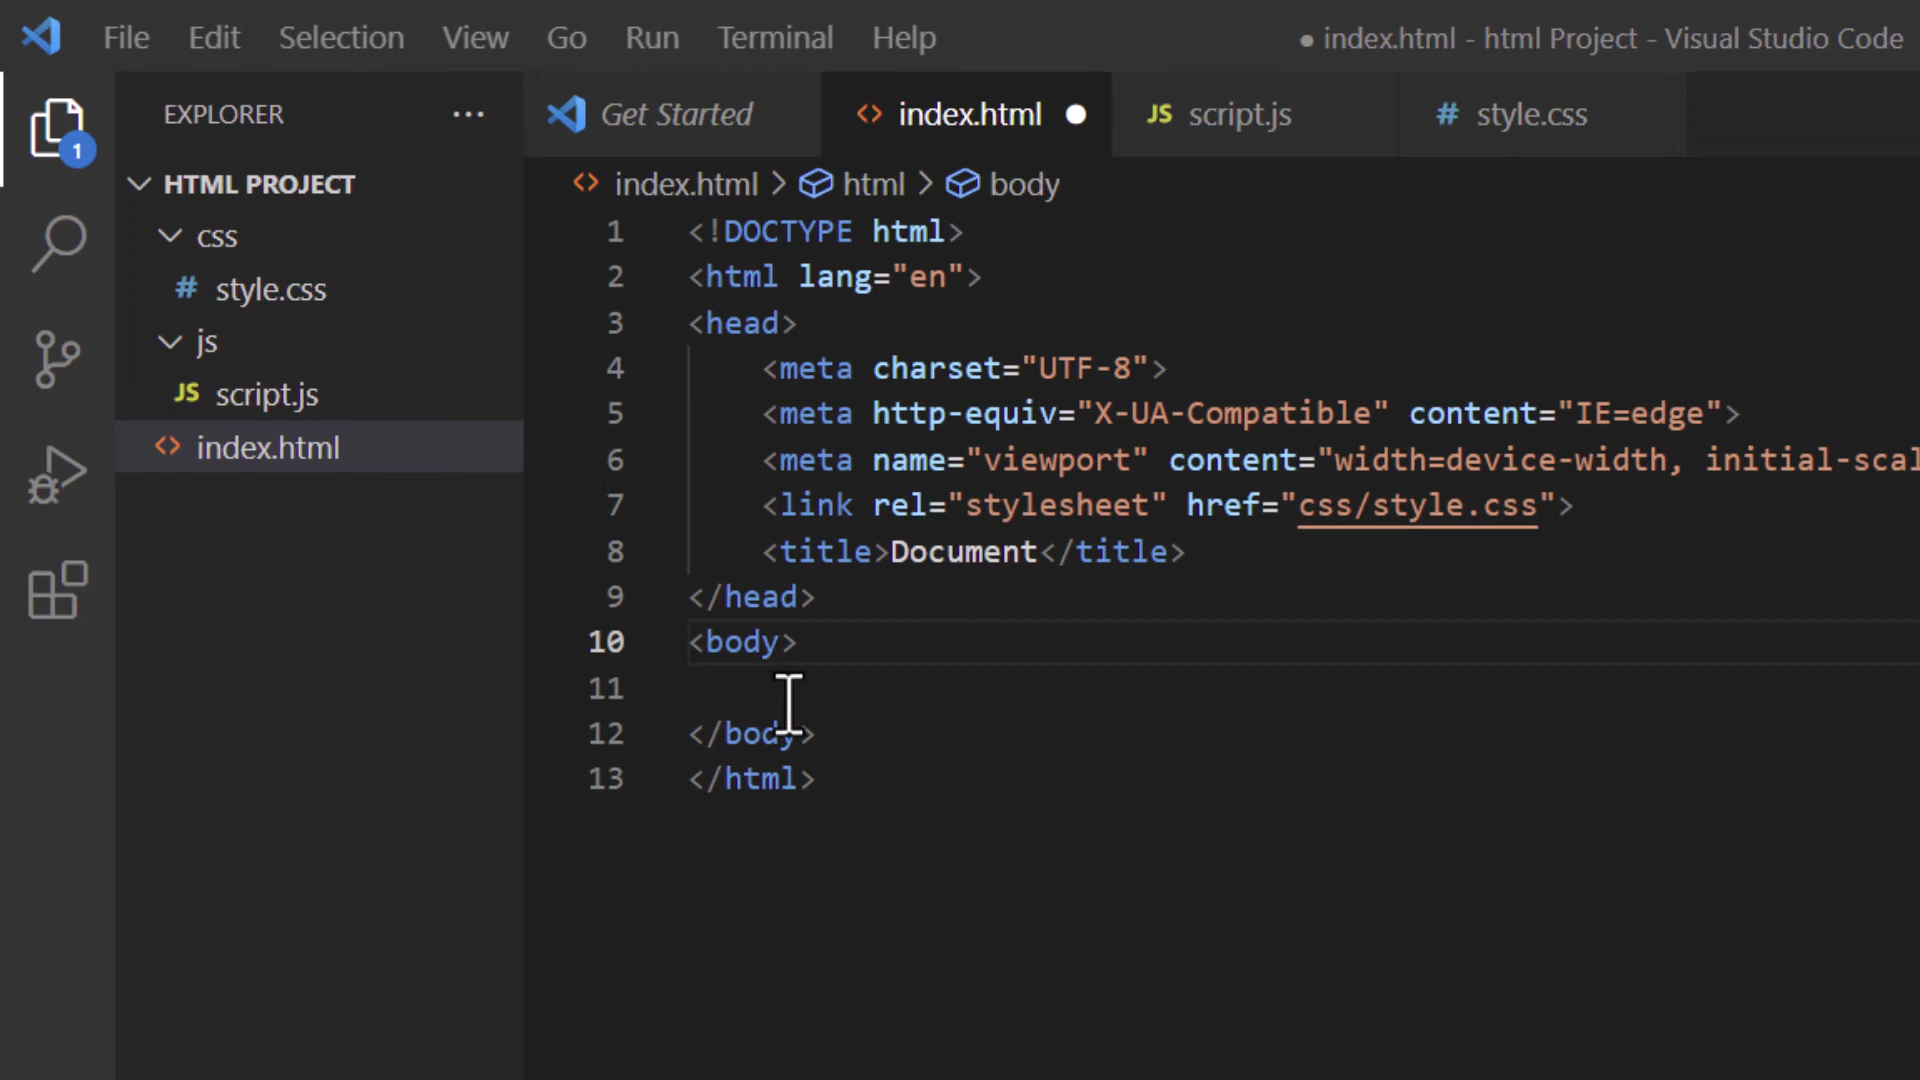 File Edit Selection View Go Run Terminal Help ● index.html - html Project - Visual Studio Code
EXPLORER ···
1
HTML PROJECT
css
# style.css
js
JS script.js
<> index.html
Get Started <> index.html ● JS script.js # style.css
<> index.html > html > body
1 <!DOCTYPE html>
2 <html lang="en">
3 <head>
4 <meta charset="UTF-8">
5 <meta http-equiv="X-UA-Compatible" content="IE=edge">
6 <meta name="viewport" content="width=device-width, initial-scal
7 <link rel="stylesheet" href="css/style.css">
8 <title>Document</title>
9 </head>
10 <body>
11
12 </body>
13 </html>